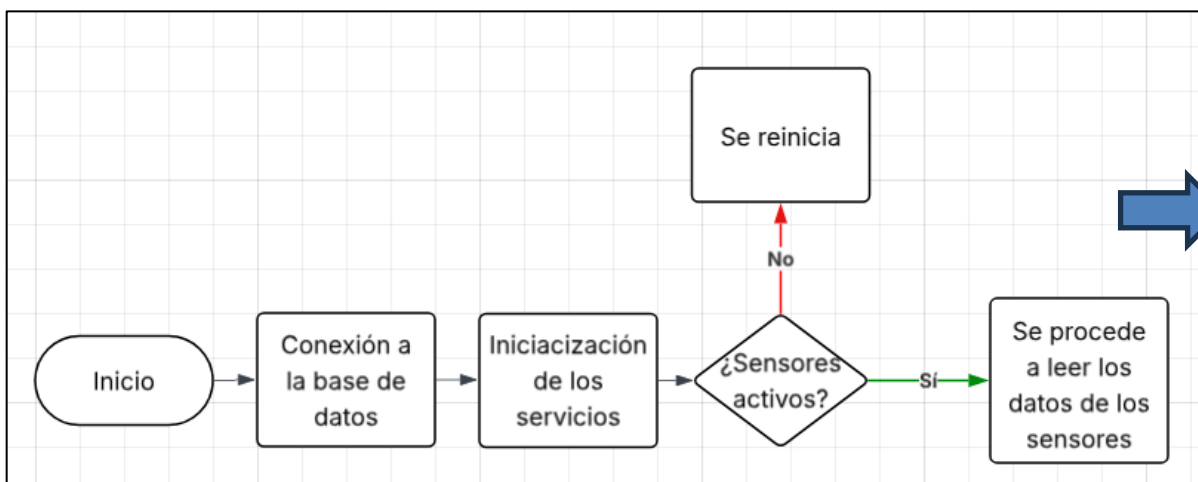 Se reinicia
No
Inicio
Conexión a
la base de
datos
Iniciacización
de los
servicios
¿Sensores
activos?
Sí
Se procede
a leer los
datos de los
sensores